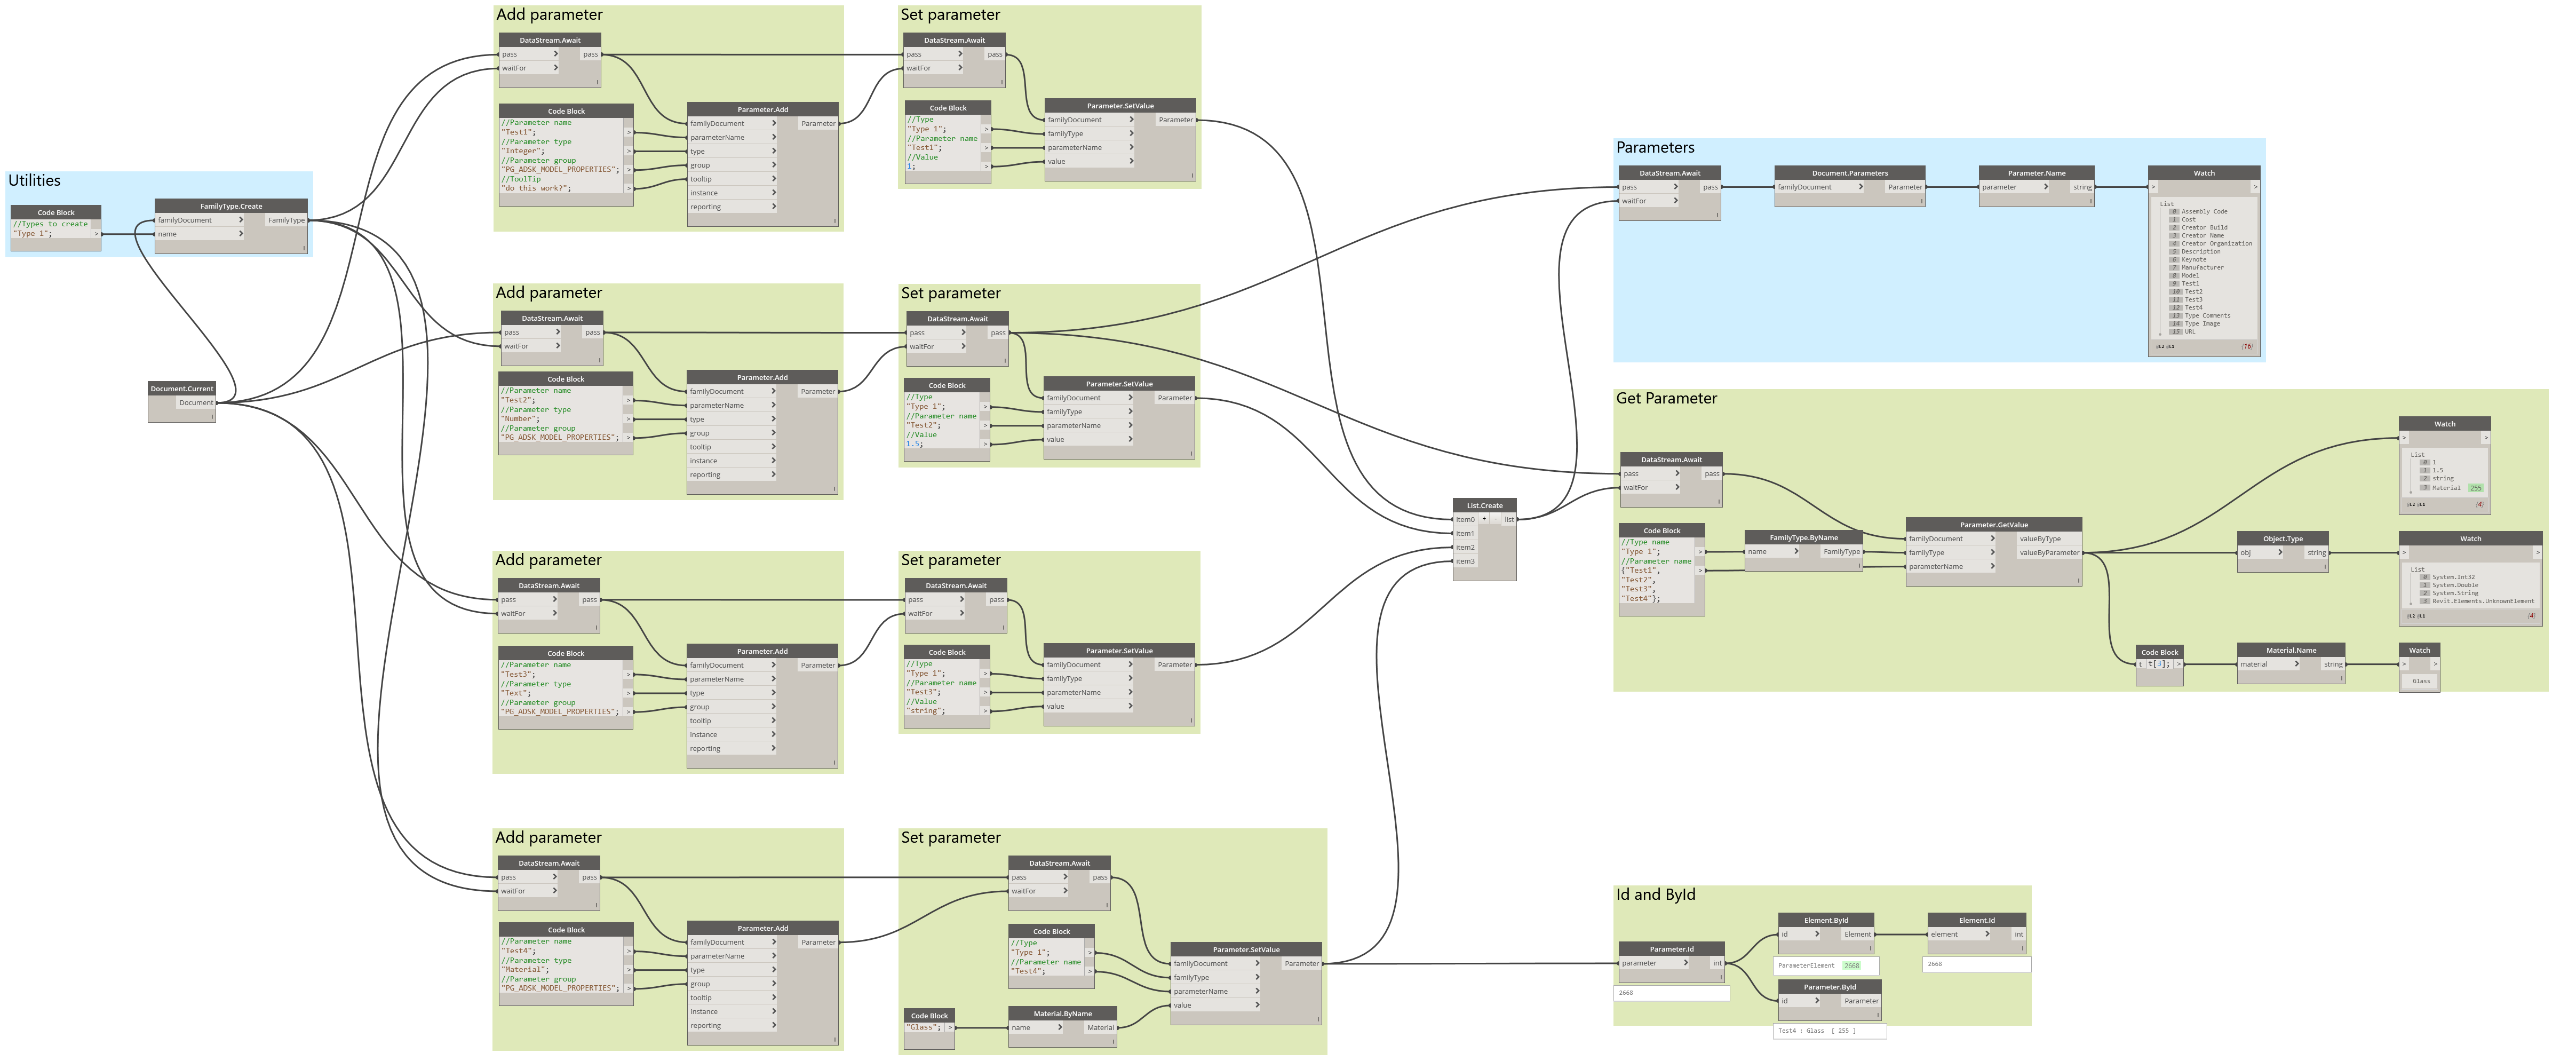 Utilities
Code Block
//Types to create
"Type 1";
>
FamilyType.Create
familyDocument > FamilyType
name >
Document.Current
Document
Add parameter
DataStream.Await
pass > pass
waitFor >
Code Block
//Parameter name
"Test1";
>
//Parameter type
"Integer";
>
//Parameter group
"PG_ADSK_MODEL_PROPERTIES";
>
//ToolTip
"do this work?";
>
Parameter.Add
familyDocument > Parameter
parameterName >
type >
group >
tooltip >
instance
reporting
Set parameter
DataStream.Await
pass > pass
waitFor >
Code Block
//Type
"Type 1";
>
//Parameter name
"Test1";
>
//Value
1;
>
Parameter.SetValue
familyDocument > Parameter
familyType >
parameterName >
value >
Add parameter
DataStream.Await
pass > pass
waitFor >
Code Block
//Parameter name
"Test2";
>
//Parameter type
"Number";
>
//Parameter group
"PG_ADSK_MODEL_PROPERTIES";
>
Parameter.Add
familyDocument > Parameter
parameterName >
type >
group >
tooltip >
instance >
reporting >
Set parameter
DataStream.Await
pass > pass
waitFor >
Code Block
//Type
"Type 1";
>
//Parameter name
"Test2";
>
//Value
1.5;
>
Parameter.SetValue
familyDocument > Parameter
familyType >
parameterName >
value >
Add parameter
DataStream.Await
pass > pass
waitFor >
Code Block
//Parameter name
"Test3";
>
//Parameter type
"Text";
>
//Parameter group
"PG_ADSK_MODEL_PROPERTIES";
>
Parameter.Add
familyDocument > Parameter
parameterName >
type >
group >
tooltip >
instance >
reporting >
Set parameter
DataStream.Await
pass > pass
waitFor >
Code Block
//Type
"Type 1";
>
//Parameter name
"Test3";
>
//Value
"string";
>
Parameter.SetValue
familyDocument > Parameter
familyType >
parameterName >
value >
Add parameter
DataStream.Await
pass > pass
waitFor >
Code Block
//Parameter name
"Test4";
>
//Parameter type
"Material";
>
//Parameter group
"PG_ADSK_MODEL_PROPERTIES";
>
Parameter.Add
familyDocument > Parameter
parameterName >
type >
group >
tooltip >
instance >
reporting >
Set parameter
DataStream.Await
pass > pass
waitFor >
Code Block
//Type
"Type 1";
>
//Parameter name
"Test4";
>
Code Block
"Glass"; >
Material.ByName
name > Material
Parameter.SetValue
familyDocument > Parameter
familyType >
parameterName >
value >
List.Create
item0 + - list
item1
item2
item3
Parameters
DataStream.Await
pass > pass
waitFor >
Document.Parameters
familyDocument > Parameter
Parameter.Name
parameter > string
Watch
> >
List
0 Assembly Code
1 Cost
2 Creator Build
3 Creator Name
4 Creator Organization
5 Description
6 Keynote
7 Manufacturer
8 Model
9 Test1
10 Test2
11 Test3
12 Test4
13 Type Comments
14 Type Image
15 URL
@L2 @L1 {16}
Get Parameter
DataStream.Await
pass > pass
waitFor >
Code Block
//Type name
"Type 1";
>
//Parameter name
{"Test1",
>
"Test2",
"Test3",
"Test4"};
FamilyType.ByName
name > FamilyType
Parameter.GetValue
familyDocument > valueByType
familyType > valueByParameter
parameterName >
Watch
> >
List
0 1
1 1.5
2 string
3 Material 255
@L2 @L1 {4}
Object.Type
obj > string
Watch
> >
List
0 System.Int32
1 System.Double
2 System.String
3 Revit.Elements.UnknownElement
@L2 @L1 {4}
Code Block
t t[3]; >
Material.Name
material > string
Watch
> >
Glass
Id and ById
Parameter.Id
parameter > int
2668
Element.ById
id > Element
ParameterElement 2668
Element.Id
element > int
2668
Parameter.ById
id > Parameter
Test4 : Glass [ 255 ]